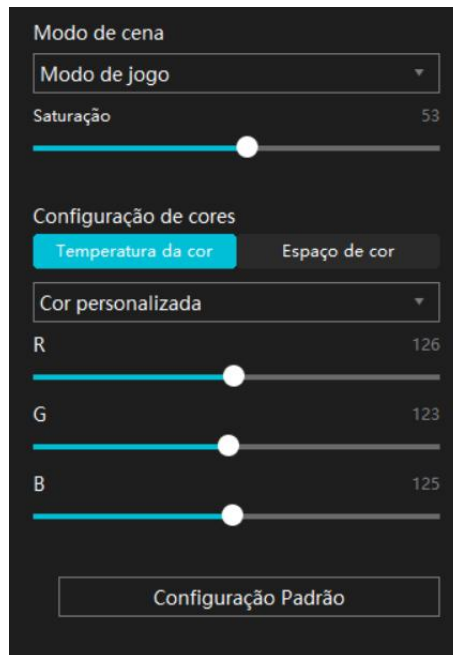 Modo de cena
Modo de jogo
Saturação 53
Configuração de cores
Temperatura da cor Espaço de cor
Cor personalizada
R 126
G 123
B 125
Configuração Padrão